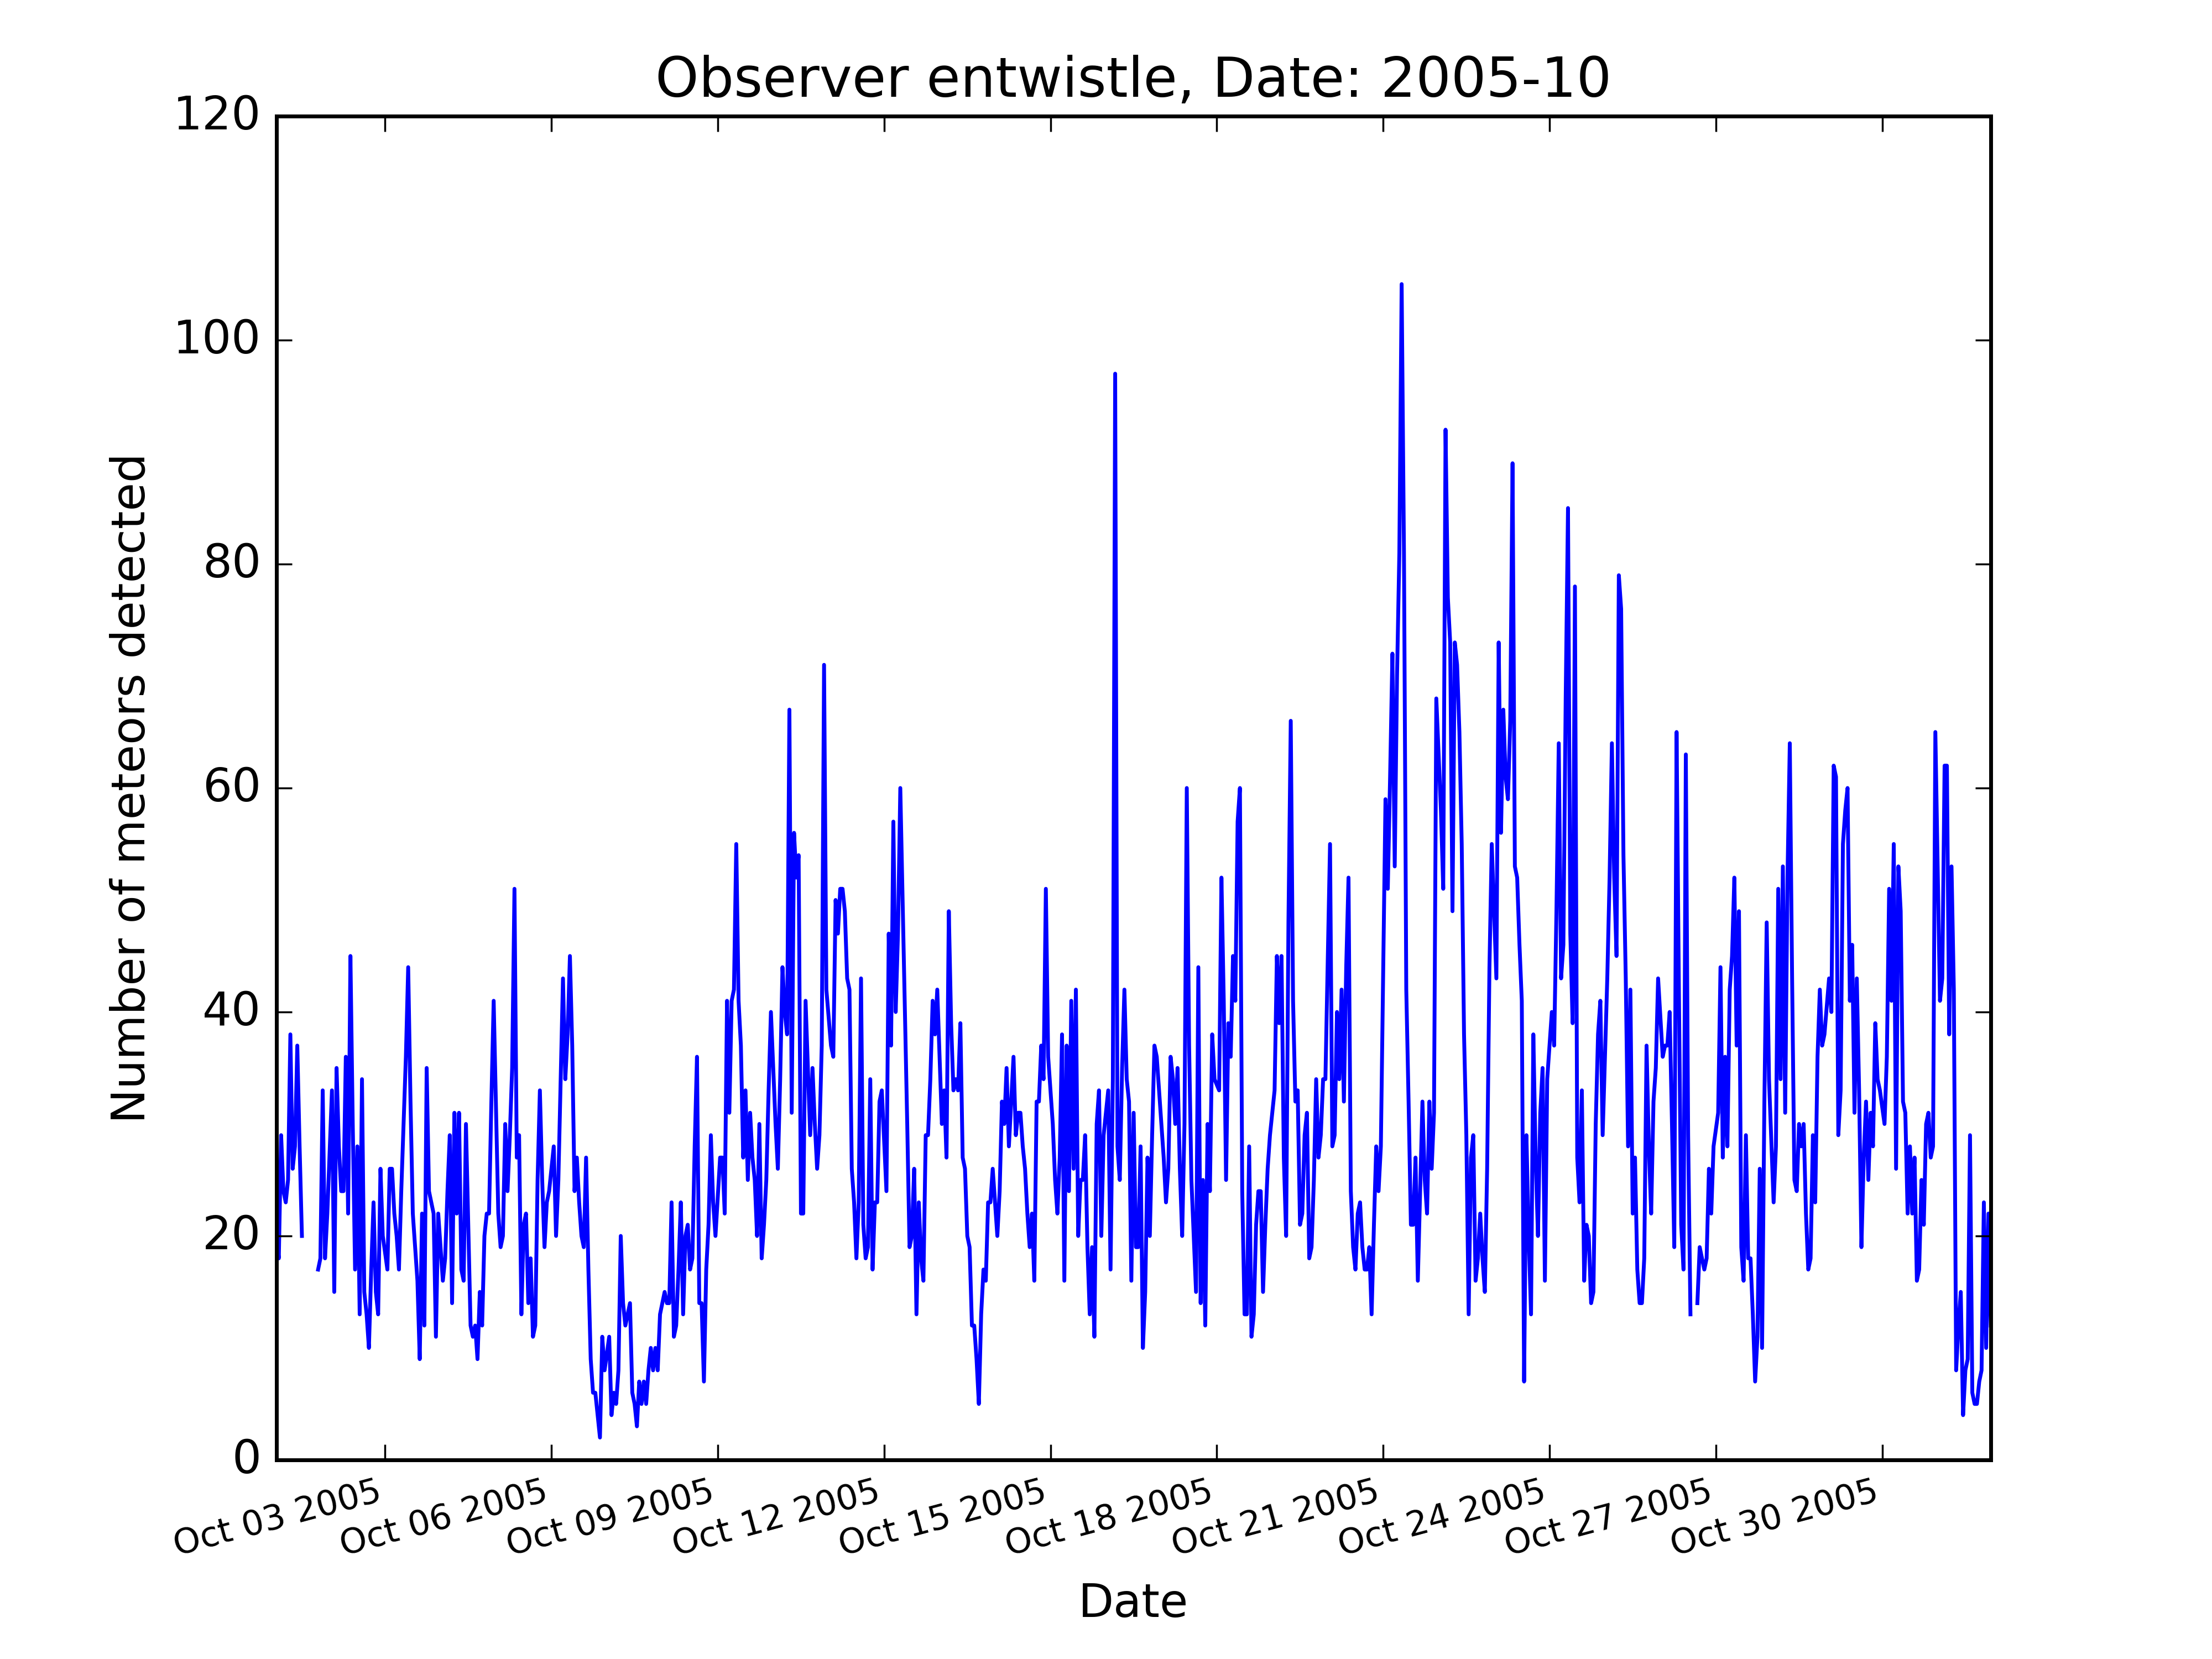 Observer entwistle, Date: 2005-10
120
100
80
60
40
20
0
Number of meteors detected
Oct 03 2005
Oct 06 2005
Oct 09 2005
Oct 12 2005
Oct 15 2005
Oct 18 2005
Oct 21 2005
Oct 24 2005
Oct 27 2005
Oct 30 2005
Date